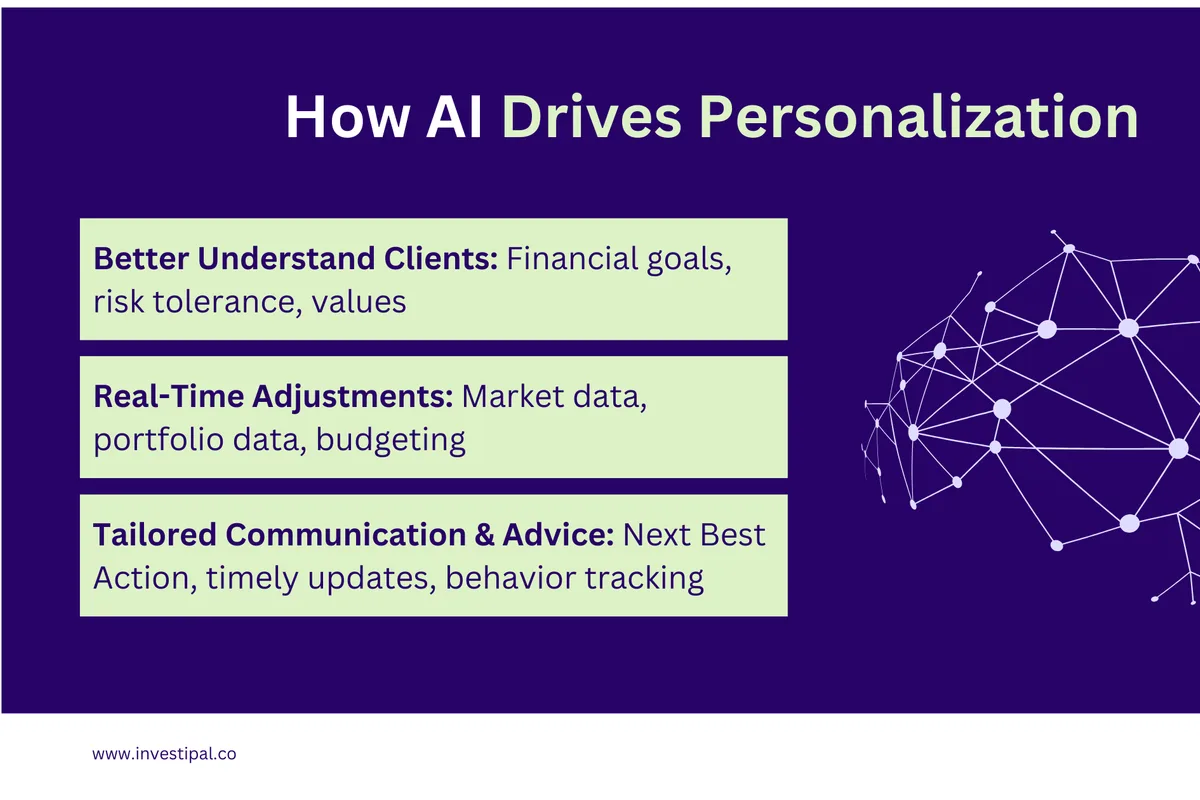 How AI Drives Personalization
Better Understand Clients: Financial goals,
risk tolerance, values
Real-Time Adjustments: Market data,
portfolio data, budgeting
Tailored Communication & Advice: Next Best
Action, timely updates, behavior tracking
www.investipal.co